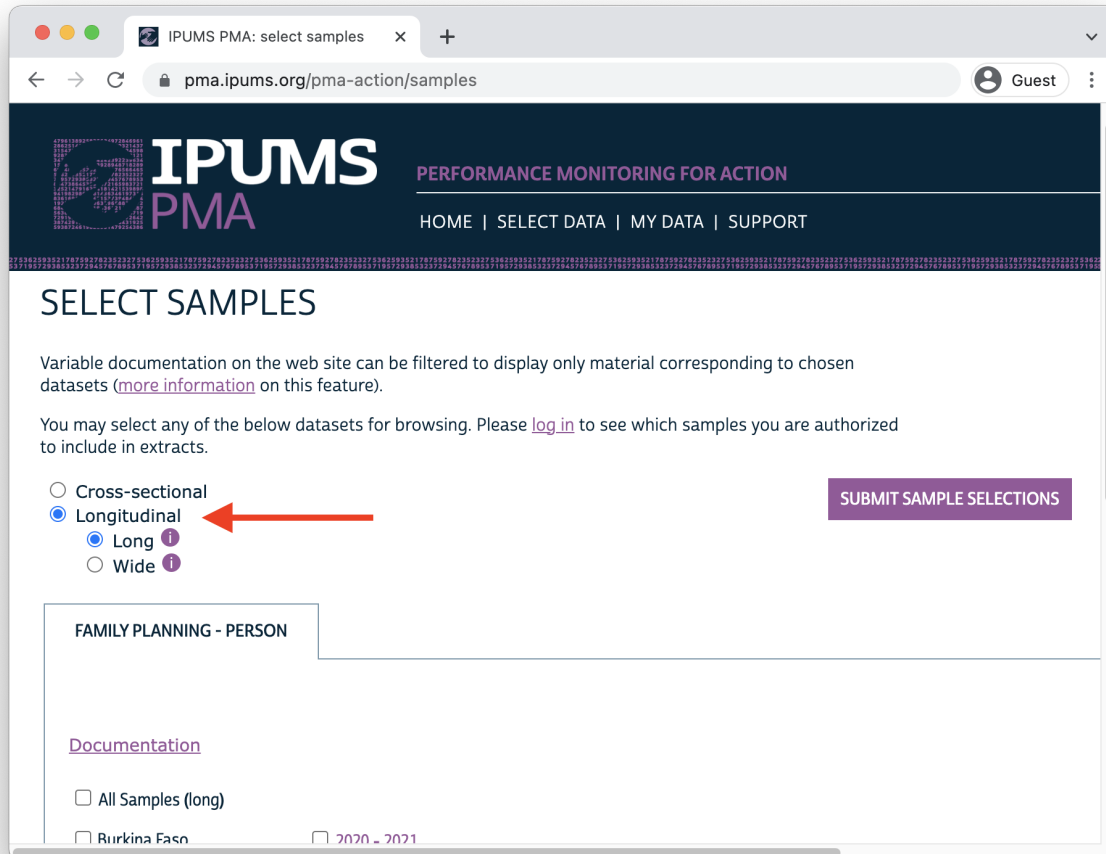 IPUMS PMA: select samples
pma.ipums.org/pma-action/samples
Guest
IPUMS
PMA
PERFORMANCE MONITORING FOR ACTION
HOME | SELECT DATA | MY DATA | SUPPORT
SELECT SAMPLES
Variable documentation on the web site can be filtered to display only material corresponding to chosen
datasets (more information on this feature).
You may select any of the below datasets for browsing. Please log in to see which samples you are authorized
to include in extracts.
Cross-sectional
Longitudinal
Long i
Wide i
SUBMIT SAMPLE SELECTIONS
FAMILY PLANNING - PERSON
Documentation
All Samples (long)
Burkina Faso 2020 - 2021